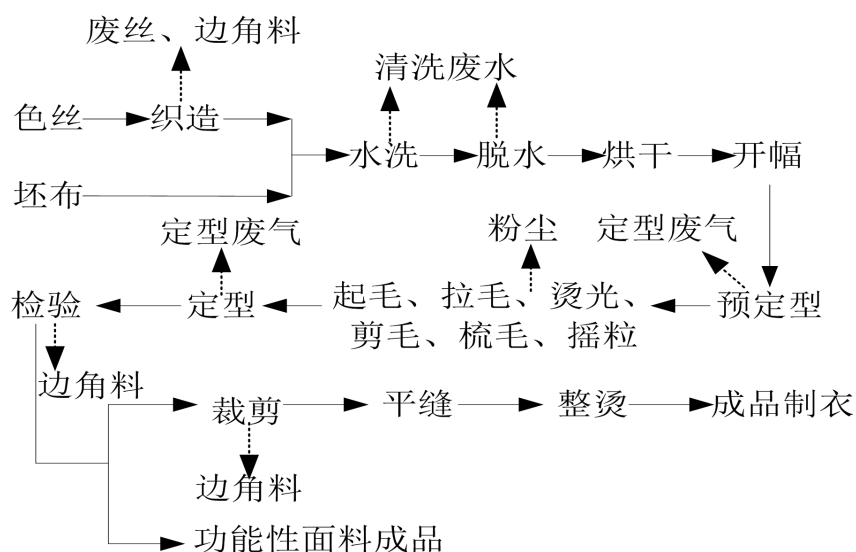 废丝、边角料
清洗废水
色丝
织造
水洗
脱水
烘干
开幅
坯布
定型废气
粉尘
定型废气
检验
定型
起毛、拉毛、烫光、
剪毛、梳毛、摇粒
预定型
边角料
裁剪
平缝
整烫
成品制衣
边角料
功能性面料成品